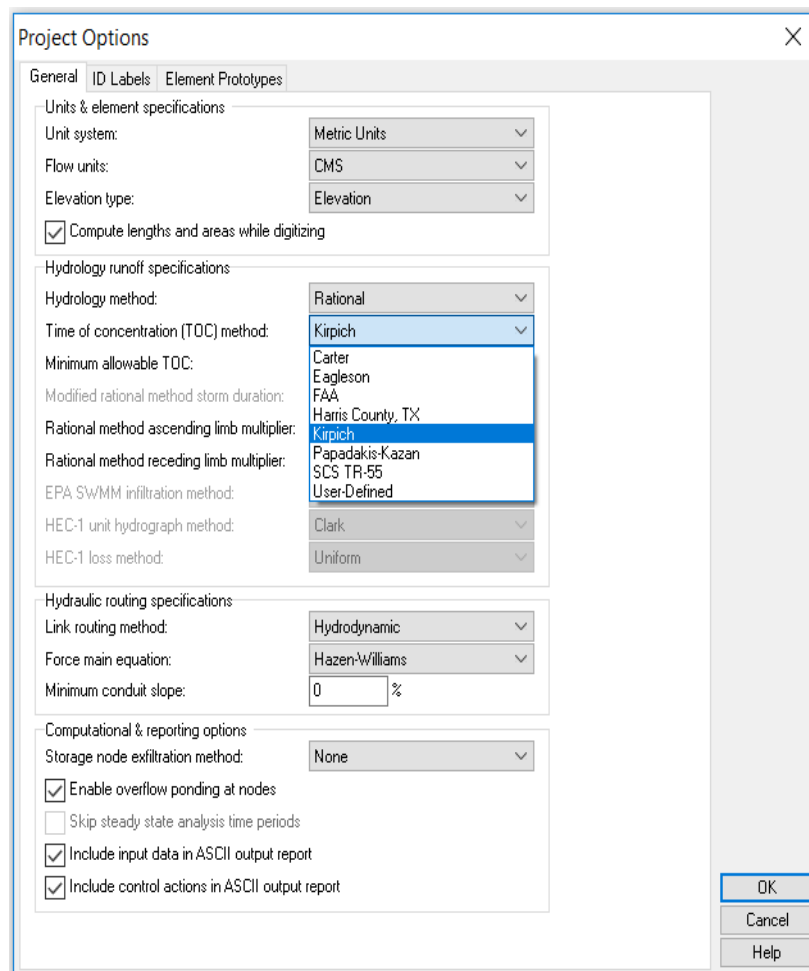 Project Options
General ID Labels Element Prototypes
Units & element specifications
Unit system: Metric Units
Flow units: CMS
Elevation type: Elevation
Compute lengths and areas while digitizing
Hydrology runoff specifications
Hydrology method: Rational
Time of concentration (TOC) method: Kirpich
Minimum allowable TOC:
Modified rational method storm duration:
Rational method ascending limb multiplier:
Rational method receding limb multiplier:
EPA SWMM infiltration method:
Carter
Eagleson
FAA
Harris County, TX
Kirpich
Papadakis-Kazan
SCS TR-55
User-Defined
HEC-1 unit hydrograph method: Clark
HEC-1 loss method: Uniform
Hydraulic routing specifications
Link routing method: Hydrodynamic
Force main equation: Hazen-Williams
Minimum conduit slope: 0 %
Computational & reporting options
Storage node exfiltration method: None
Enable overflow ponding at nodes
Skip steady state analysis time periods
Include input data in ASCII output report
Include control actions in ASCII output report
OK
Cancel
Help